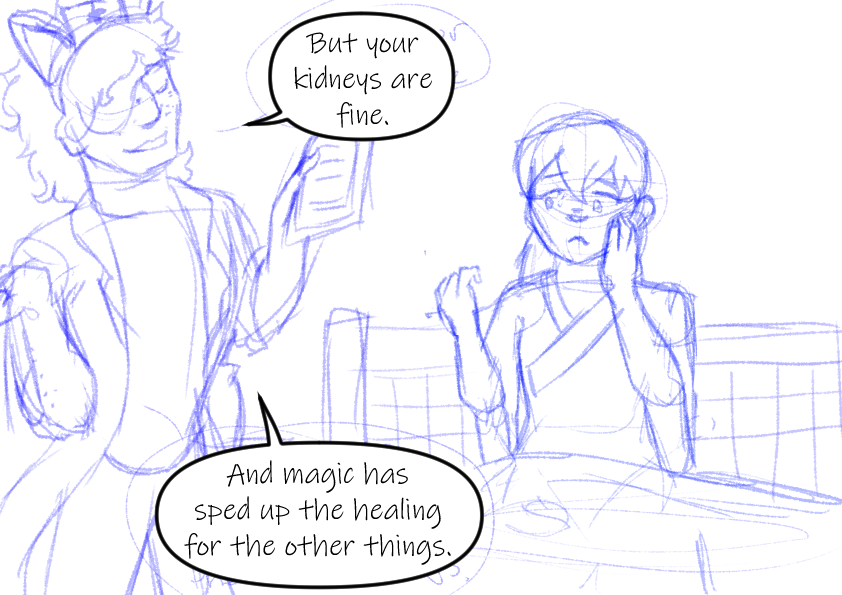 But your
kidneys are
fine.
And magic has
sped up the healing
for the other things.